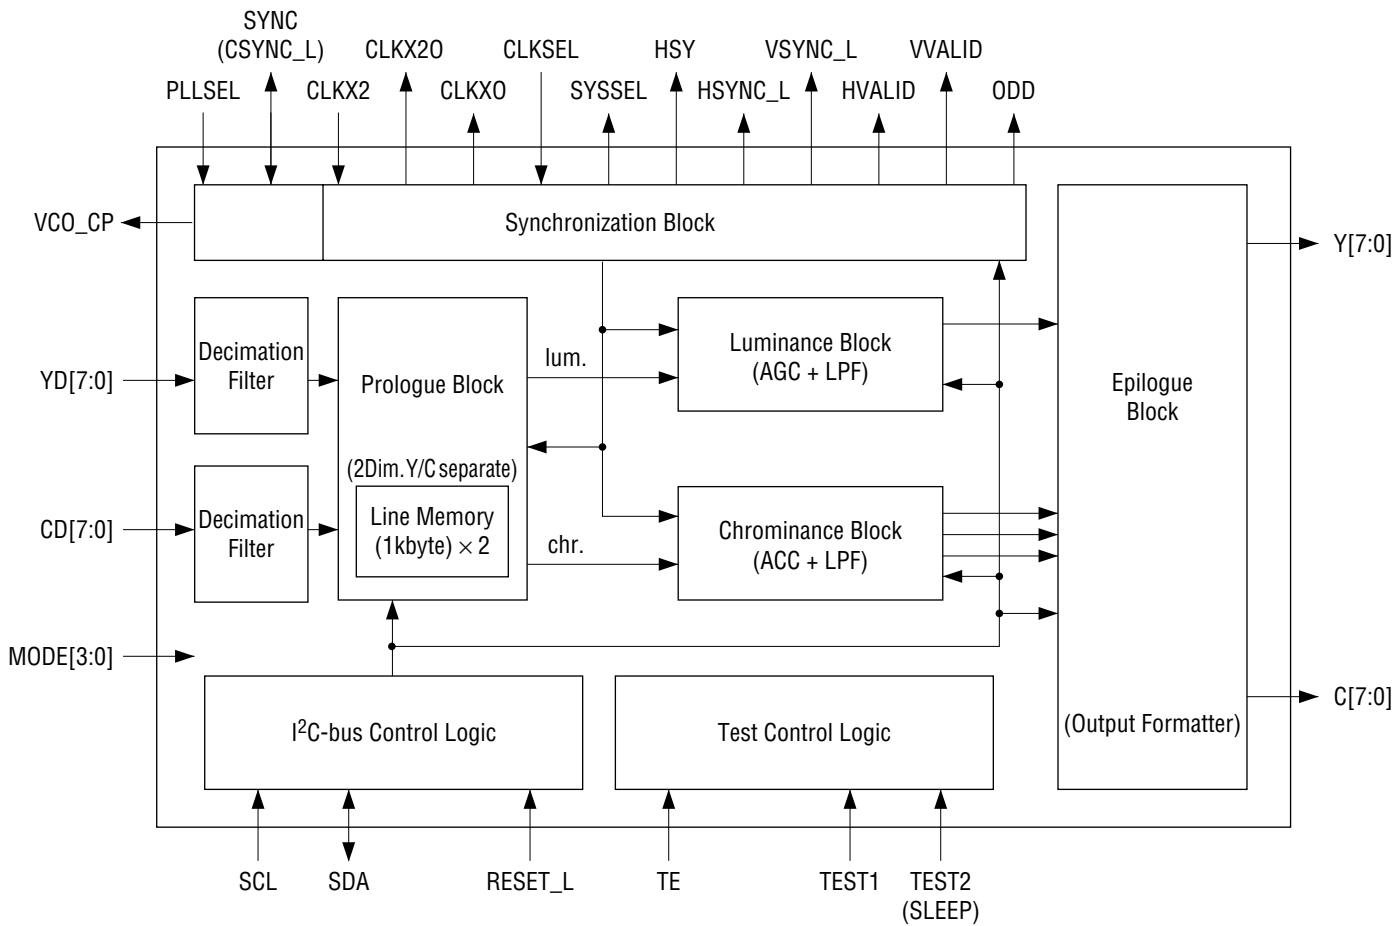 SYNC
(CSYNC_L)
CLKX2O
CLKSEL
HSY
VSYNC_L
VVALID
PLLSEL
CLKX2
CLKXO
SYSSEL
HSYNC_L
HVALID
ODD
VCO_CP
Synchronization Block
Y[7:0]
Decimation
Filter
YD[7:0]
Prologue Block
lum.
Luminance Block
(AGC + LPF)
Epilogue
Block
(2Dim. Y/C separate)
Line Memory
(1kbyte) × 2
Decimation
Filter
CD[7:0]
chr.
Chrominance Block
(ACC + LPF)
MODE[3:0]
C[7:0]
I²C-bus Control Logic
Test Control Logic
(Output Formatter)
SCL
SDA
RESET_L
TE
TEST1
TEST2
(SLEEP)